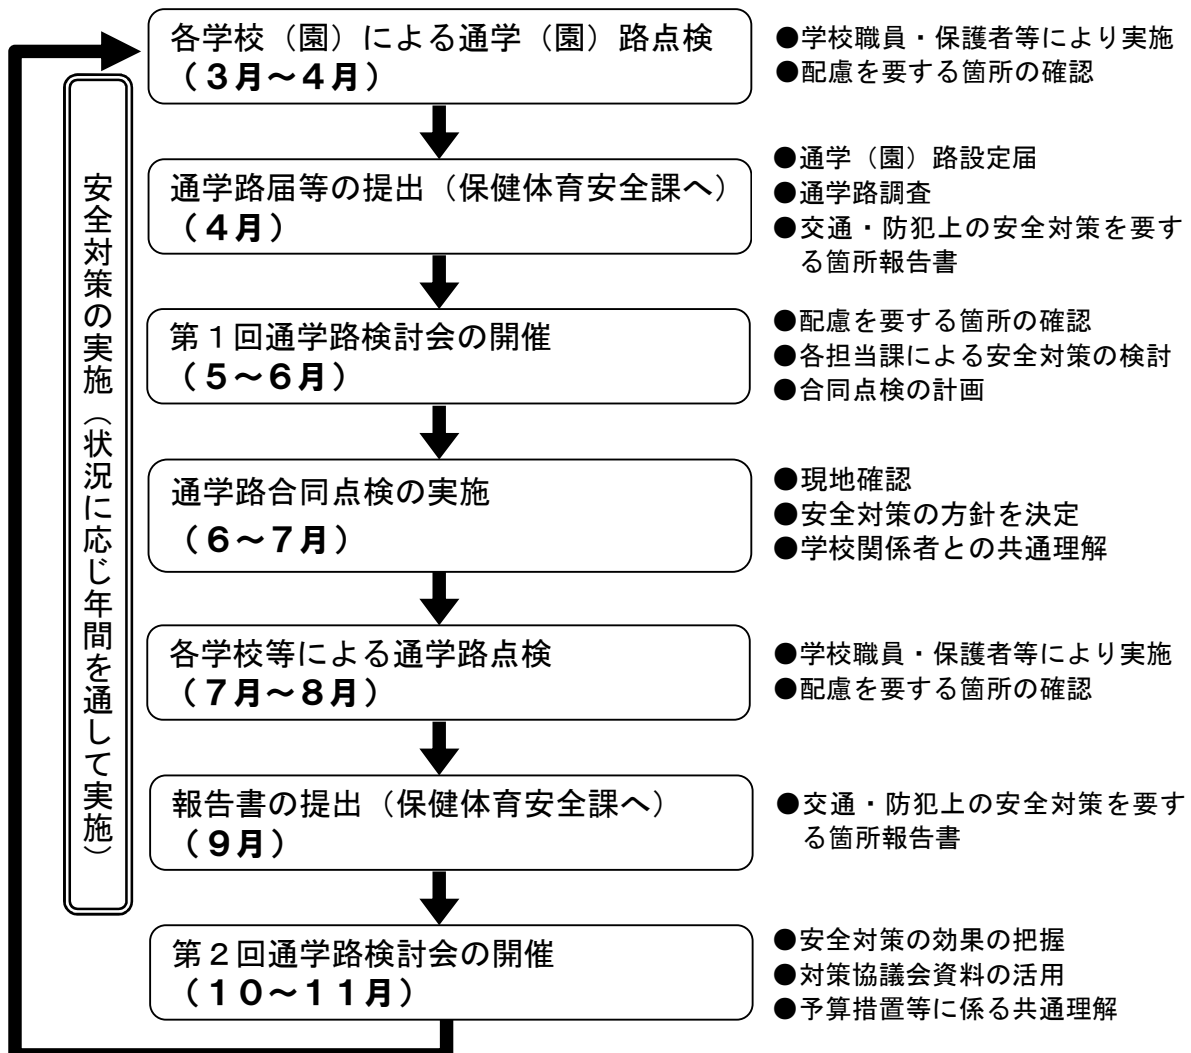 各学校（園）による通学（園）路点検
（３月～４月）
●学校職員・保護者等により実施
●配慮を要する箇所の確認
通学路届等の提出（保健体育安全課へ）
（４月）
●通学（園）路設定届
●通学路調査
●交通・防犯上の安全対策を要す
る箇所報告書
第１回通学路検討会の開催
（５～６月）
●配慮を要する箇所の確認
●各担当課による安全対策の検討
●合同点検の計画
通学路合同点検の実施
（６～７月）
●現地確認
●安全対策の方針を決定
●学校関係者との共通理解
各学校等による通学路点検
（７月～８月）
●学校職員・保護者等により実施
●配慮を要する箇所の確認
報告書の提出（保健体育安全課へ）
（９月）
●交通・防犯上の安全対策を要す
る箇所報告書
第２回通学路検討会の開催
（１０～１１月）
●安全対策の効果の把握
●対策協議会資料の活用
●予算措置等に係る共通理解
安全対策の実施（状況に応じ年間を通して実施）